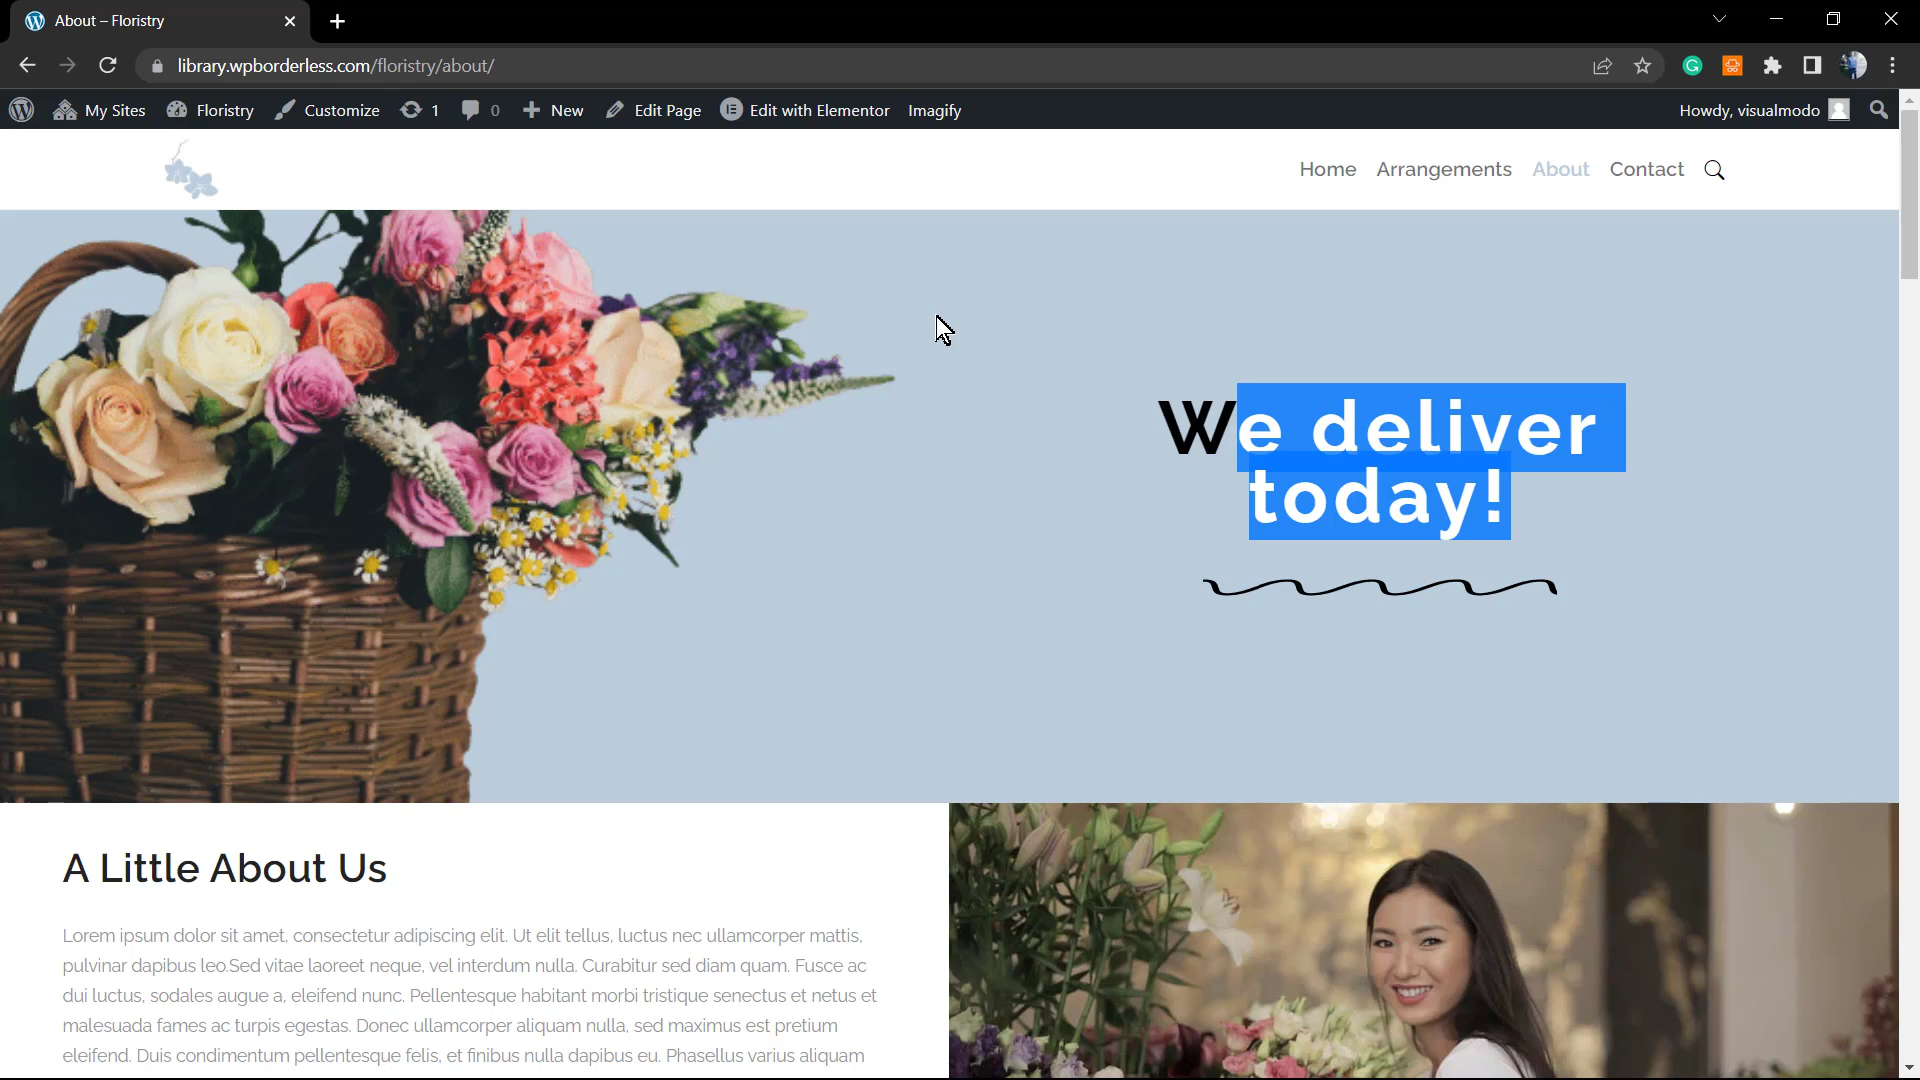 About – Floristry
library.wpborderless.com/floristry/about/
My Sites Floristry Customize 1 0 New Edit Page Edit with Elementor Imagify Howdy, visualmodo
Home Arrangements About Contact
We deliver
today!
A Little About Us
Lorem ipsum dolor sit amet, consectetur adipiscing elit. Ut elit tellus, luctus nec ullamcorper mattis,
pulvinar dapibus leo.Sed vitae laoreet neque, vel interdum nulla. Curabitur sed diam quam. Fusce ac
dui luctus, sodales augue a, eleifend nunc. Pellentesque habitant morbi tristique senectus et netus et
malesuada fames ac turpis egestas. Donec ullamcorper aliquam nulla, sed maximus est pretium
eleifend. Duis condimentum pellentesque felis, et finibus nulla dapibus eu. Phasellus varius aliquam